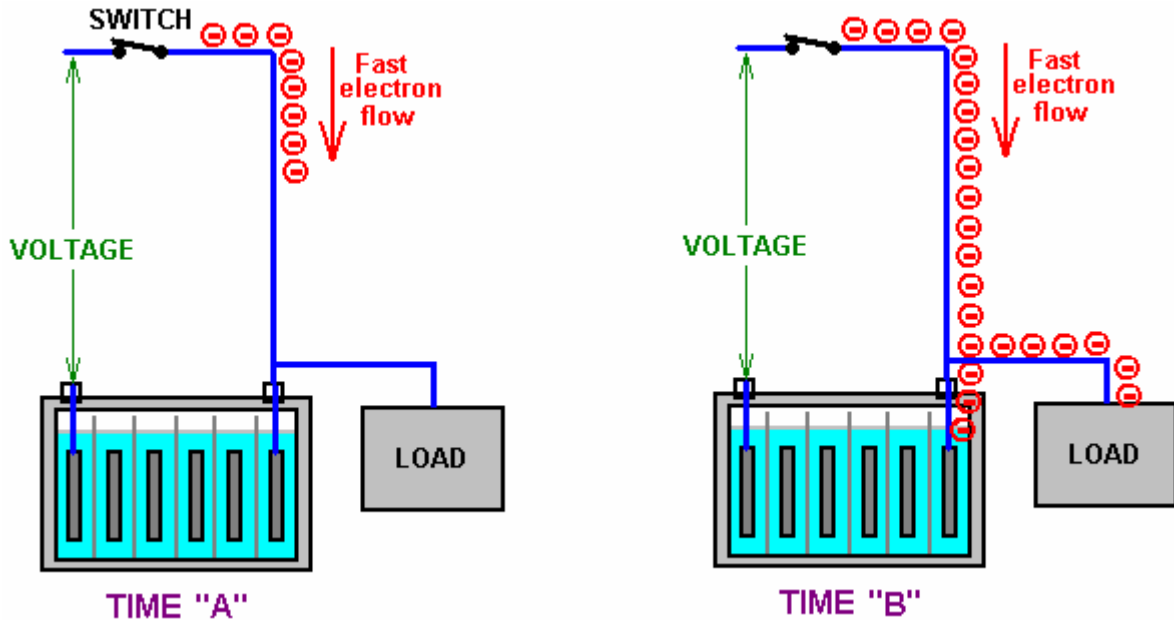 SWITCH
Fast
electron
flow
VOLTAGE
LOAD
TIME "A"
Fast
electron
flow
VOLTAGE
LOAD
TIME "B"